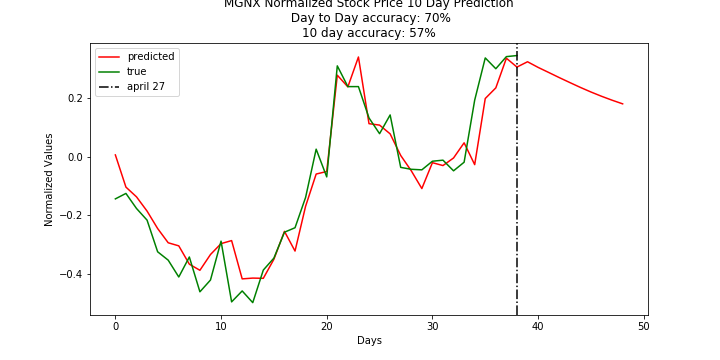 MGNX Normalized Stock Price 10 Day Prediction
Day to Day accuracy: 70%
10 day accuracy: 57%
predicted
true
april 27
Normalized Values
0.2
0.0
−0.2
−0.4
0
10
20
30
40
50
Days